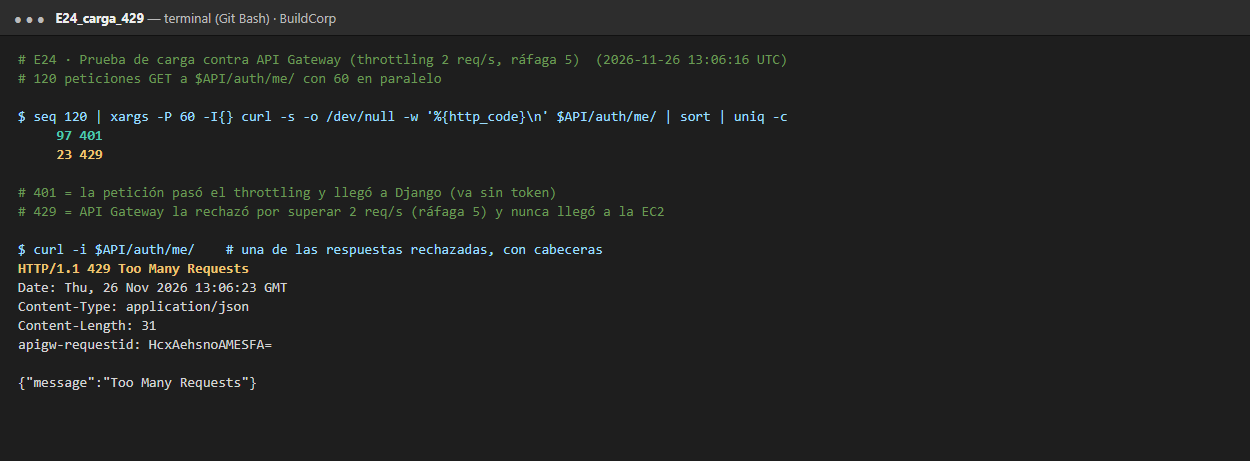 E24_carga_429 — terminal (Git Bash) · BuildCorp
# E24 · Prueba de carga contra API Gateway (throttling 2 req/s, ráfaga 5)  (2026-11-26 13:06:16 UTC)
# 120 peticiones GET a $API/auth/me/ con 60 en paralelo
$ seq 120 | xargs -P 60 -I{} curl -s -o /dev/null -w '%{http_code}\n' $API/auth/me/ | sort | uniq -c
97 401
23 429
# 401 = la petición pasó el throttling y llegó a Django (va sin token)
# 429 = API Gateway la rechazó por superar 2 req/s (ráfaga 5) y nunca llegó a la EC2
$ curl -i $API/auth/me/    # una de las respuestas rechazadas, con cabeceras
HTTP/1.1 429 Too Many Requests
Date: Thu, 26 Nov 2026 13:06:23 GMT
Content-Type: application/json
Content-Length: 31
apigw-requestid: HcxAehsnoAMESFA=
{"message":"Too Many Requests"}